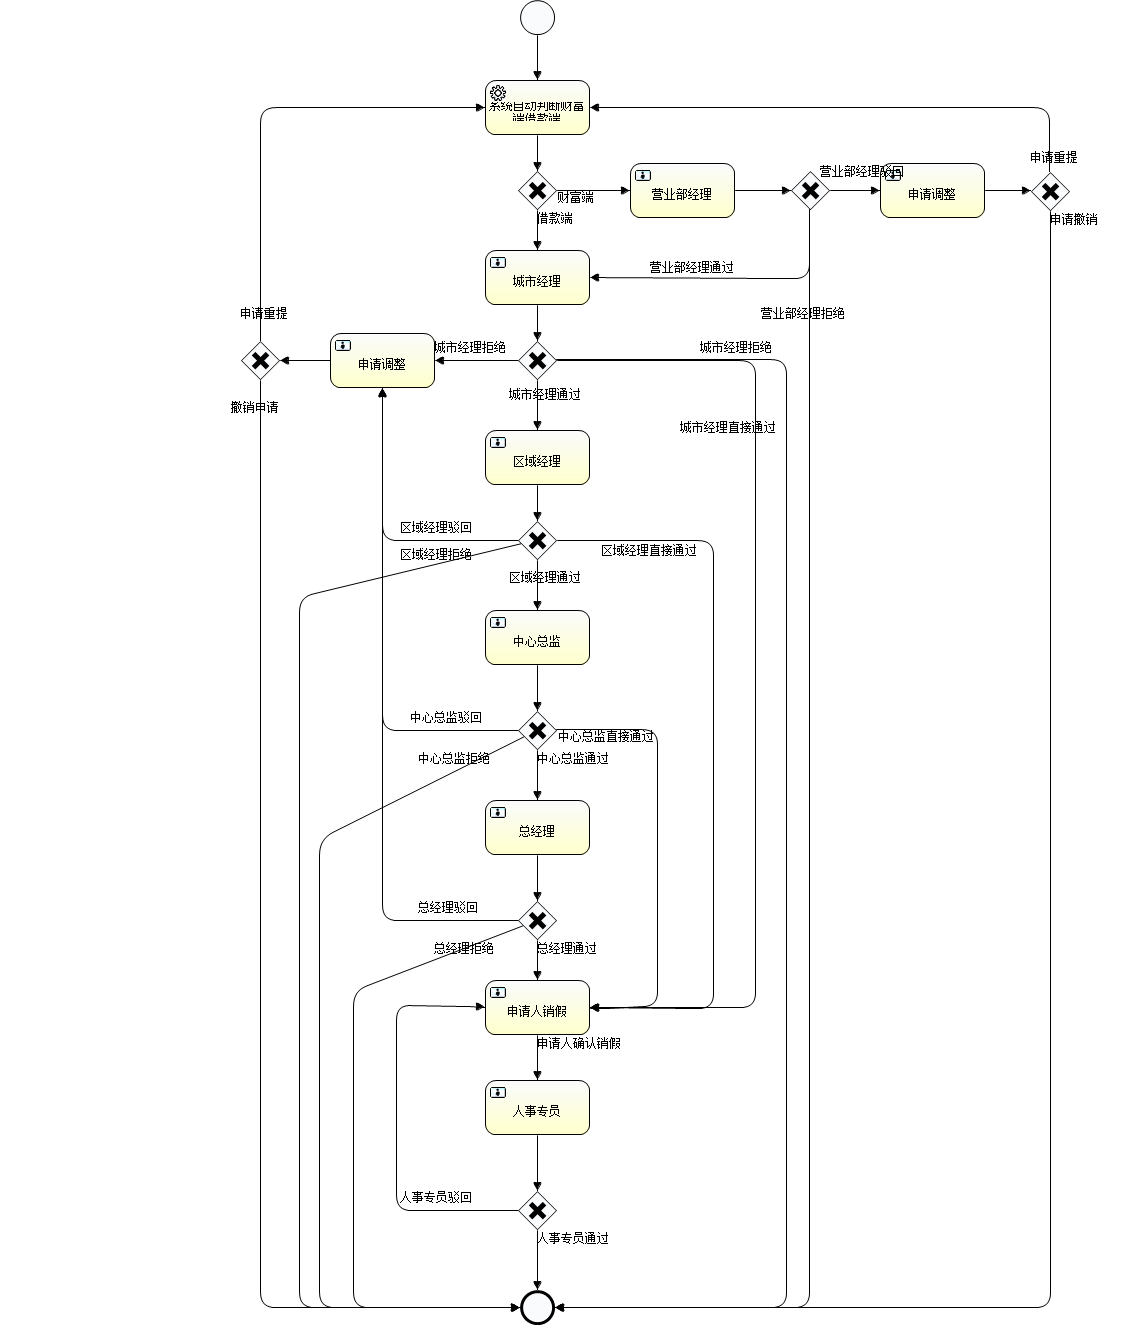 系统自动判断财富
端借款端
财富端
借款端
营业部经理
营业部经理驳回
申请调整
申请重提
申请撤销
城市经理
营业部经理通过
营业部经理拒绝
申请重提
申请调整
城市经理拒绝
城市经理拒绝
撤销申请
城市经理通过
城市经理直接通过
区域经理
区域经理驳回
区域经理拒绝
区域经理直接通过
区域经理通过
中心总监
中心总监驳回
中心总监直接通过
中心总监拒绝
中心总监通过
总经理
总经理驳回
总经理拒绝
总经理通过
申请人销假
申请人确认销假
人事专员
人事专员驳回
人事专员通过